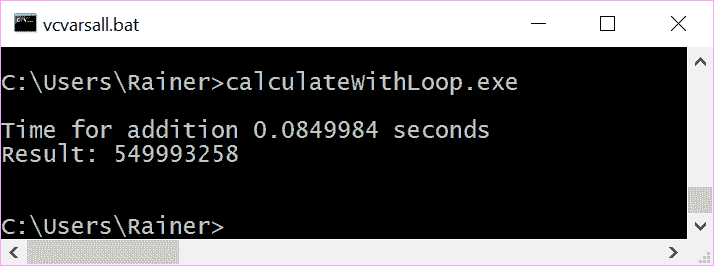 vcvarsall.bat
C:\Users\Rainer>calculateWithLoop.exe
Time for addition 0.0849984 seconds
Result: 549993258
C:\Users\Rainer>